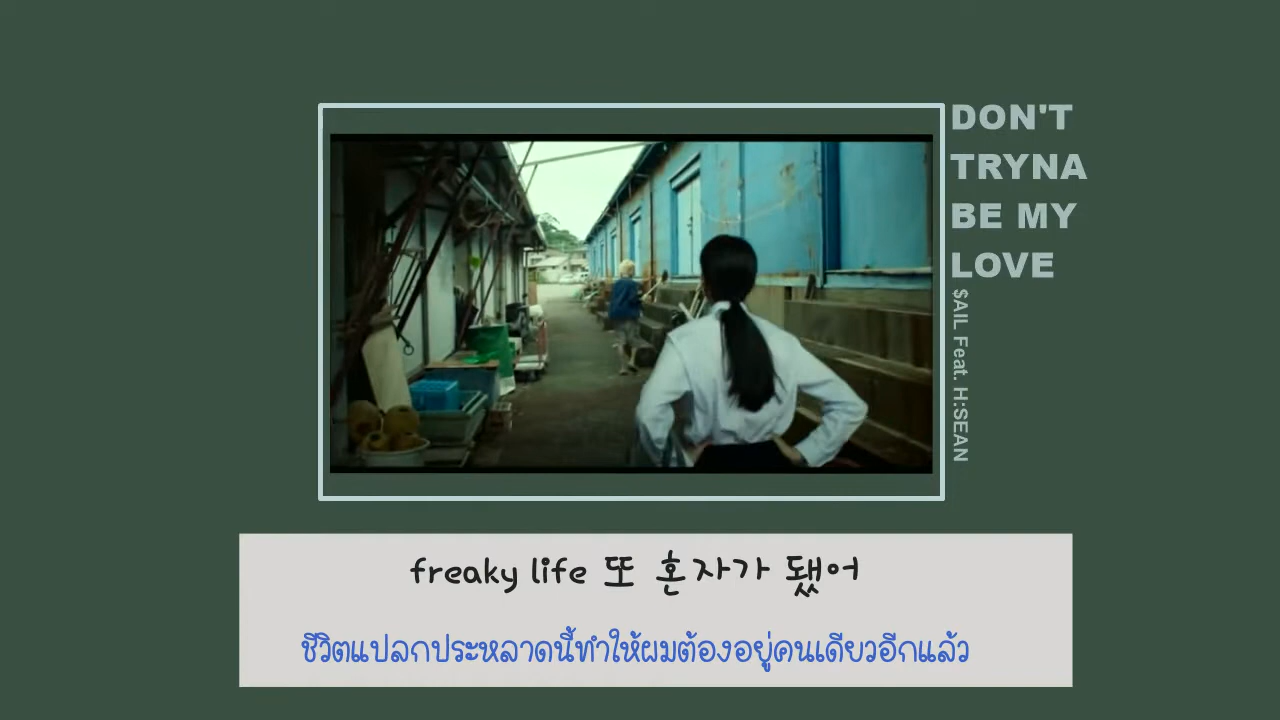 DON'T
TRYNA
BE MY
LOVE
$AIL Feat. H:SEAN
freaky life 또 혼자가 됐어
ชีวิตแปลกประหลาดนี้ทำให้ผมต้องอยู่คนเดียวอีกแล้ว